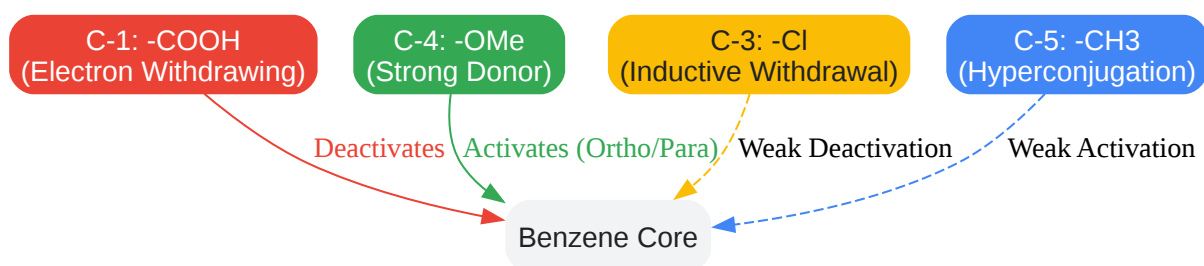 C-1: -COOH
(Electron Withdrawing)
C-4: -OMe
(Strong Donor)
C-3: -Cl
(Inductive Withdrawal)
C-5: -CH3
(Hyperconjugation)
Deactivates
Activates (Ortho/Para)
Weak Deactivation
Weak Activation
Benzene Core